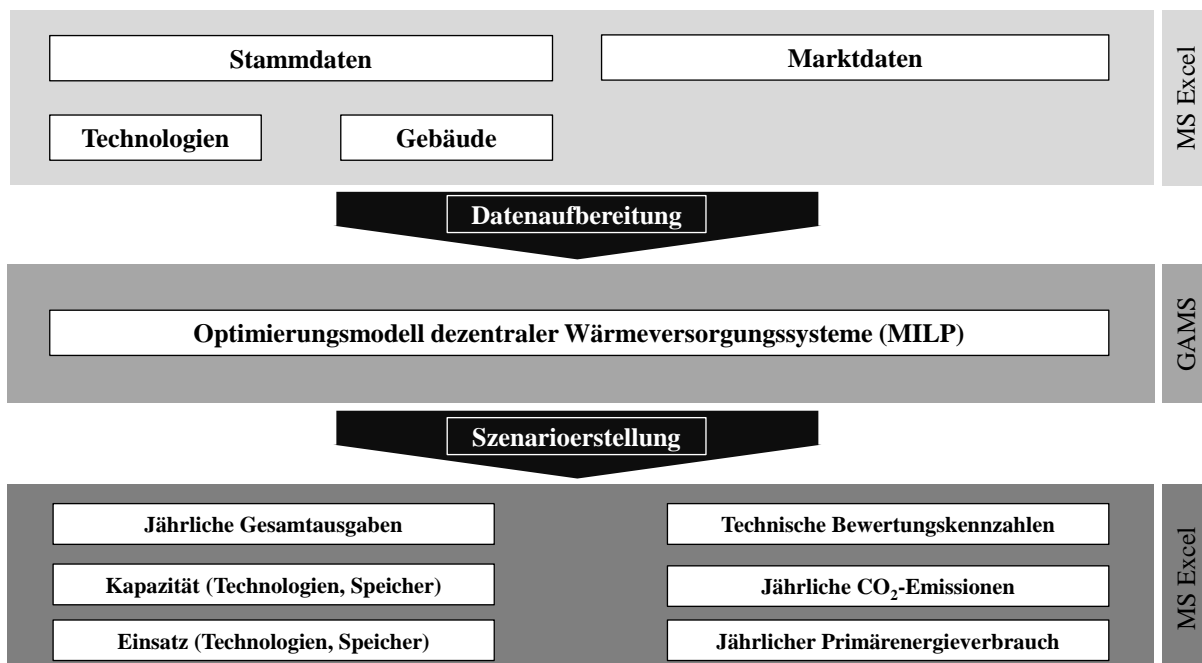 Stammdaten
Marktdaten
Technologien
Gebäude
MS Excel
Datenaufbereitung
Optimierungsmodell dezentraler Wärmeversorgungssysteme (MILP)
GAMS
Szenarioerstellung
Jährliche Gesamtausgaben
Technische Bewertungskennzahlen
Kapazität (Technologien, Speicher)
Jährliche CO₂-Emissionen
Einsatz (Technologien, Speicher)
Jährlicher Primärenergieverbrauch
MS Excel